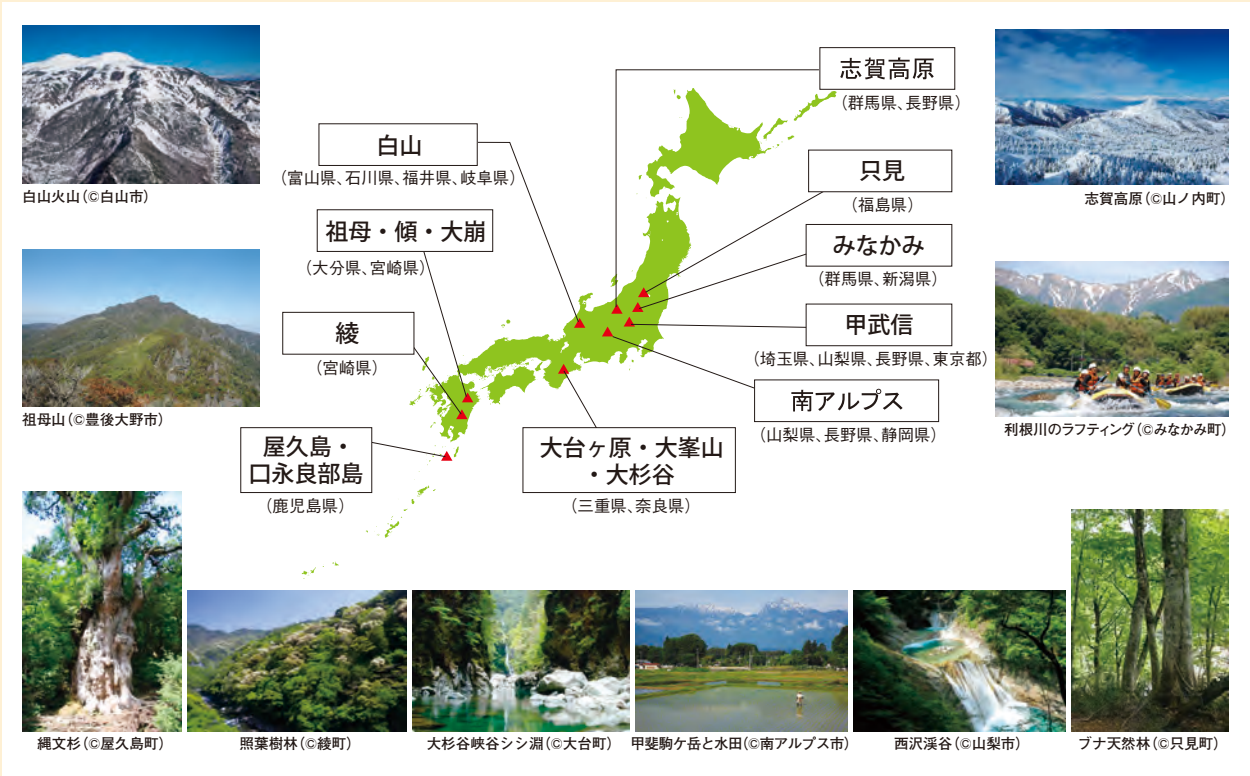 志賀高原
(群馬県、長野県)
白山
(富山県、石川県、福井県、岐阜県)
白山火山(©白山市)
只見
(福島県)
志賀高原(©山ノ内町)
祖母・傾・大崩
(大分県、宮崎県)
みなかみ
(群馬県、新潟県)
綾
(宮崎県)
甲武信
(埼玉県、山梨県、長野県、東京都)
祖母山(©豊後大野市)
南アルプス
(山梨県、長野県、静岡県)
利根川のラフティング(©みなかみ町)
屋久島・
口永良部島
(鹿児島県)
大台ヶ原・大峯山
・大杉谷
(三重県、奈良県)
縄文杉(©屋久島町)
照葉樹林(©綾町)
大杉谷峡谷シシ淵(©大台町)
甲斐駒ケ岳と水田(©南アルプス市)
西沢渓谷(©山梨市)
ブナ天然林(©只見町)